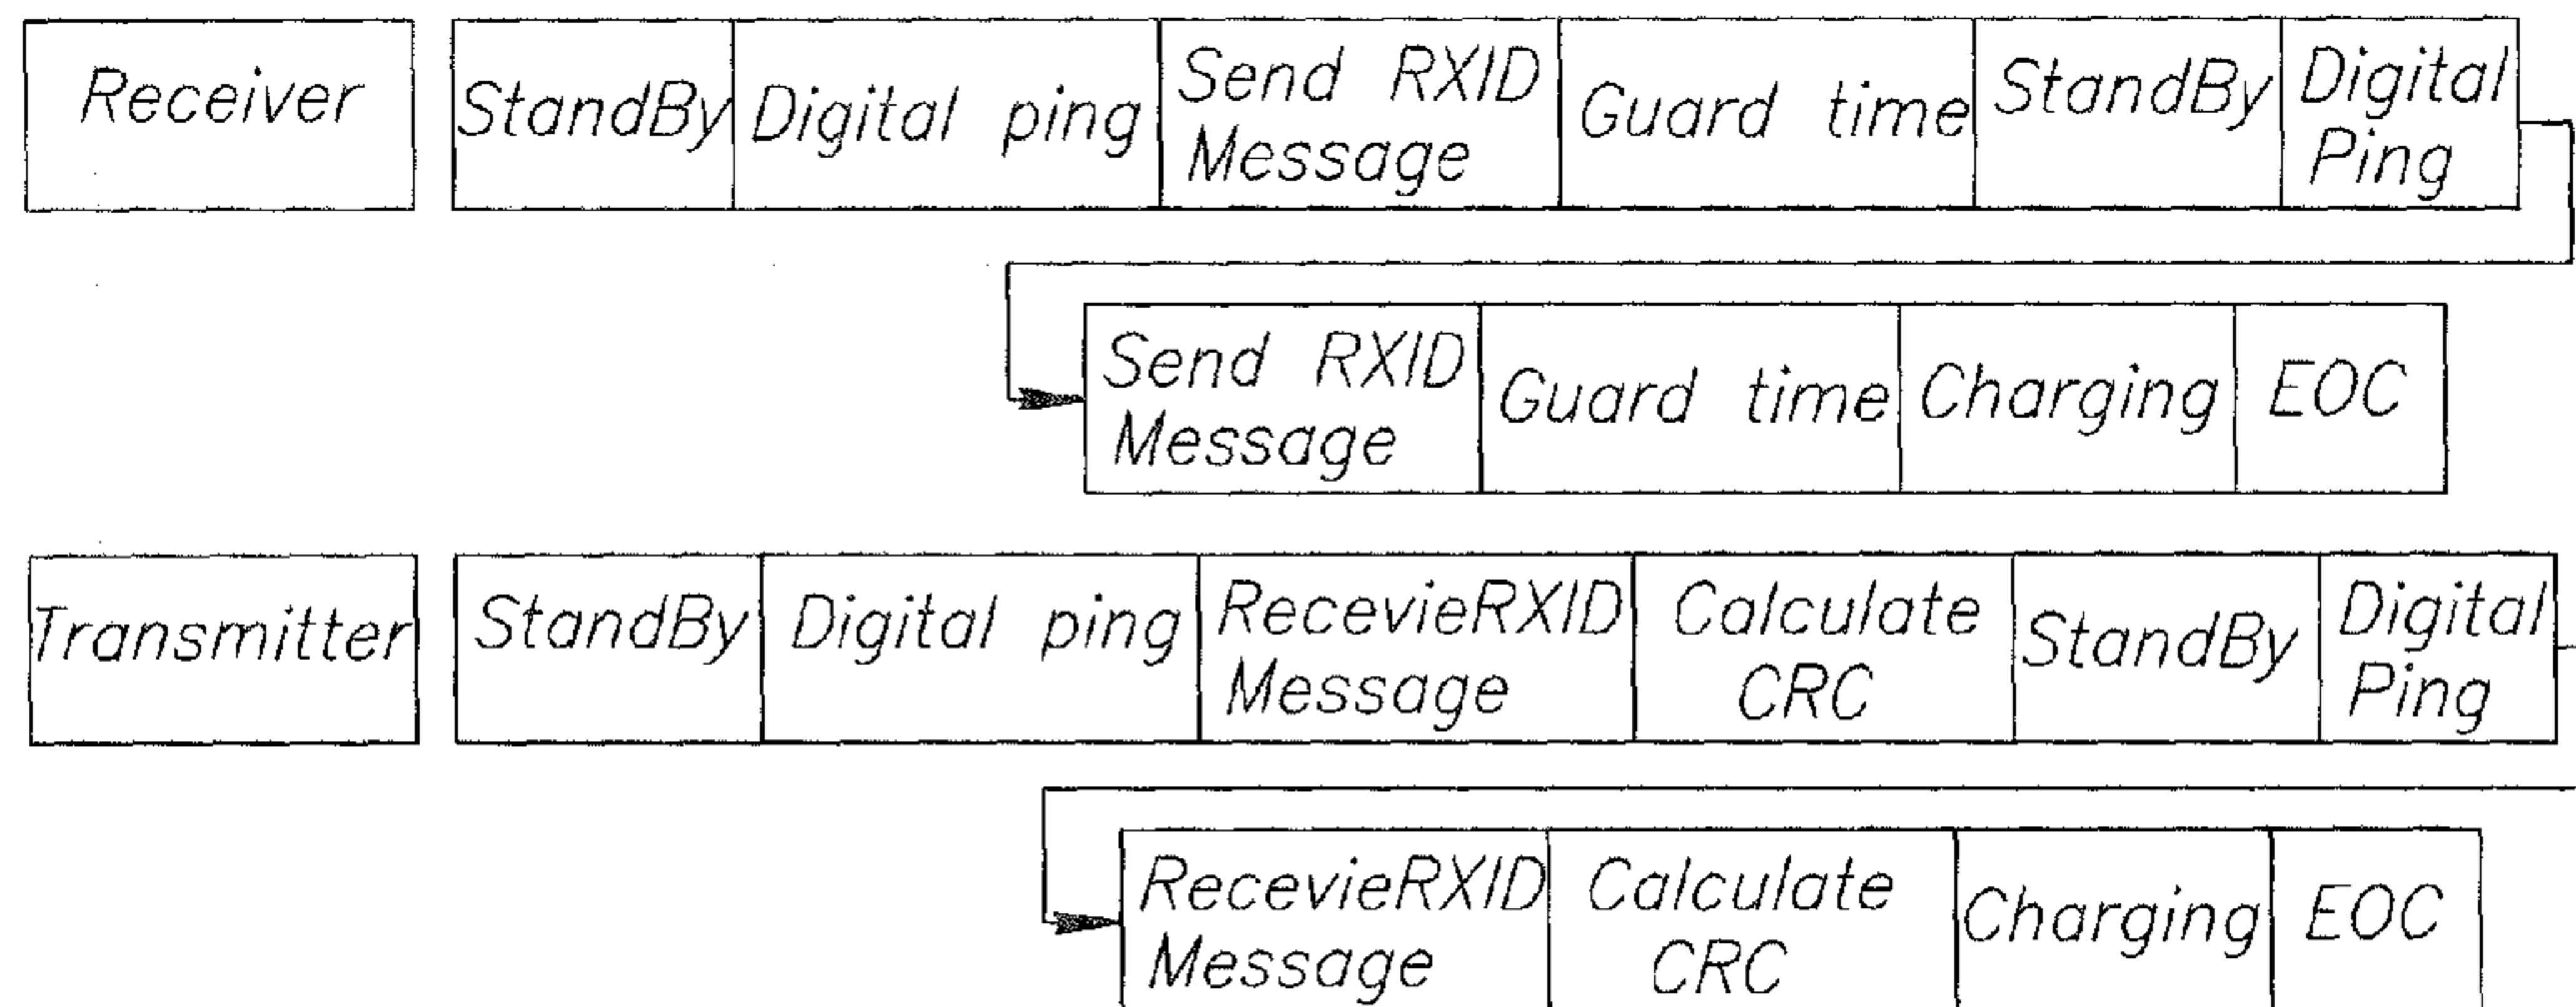 Receiver
StandBy
Digital ping
Send RXID
Message
Guard time
StandBy
Digital
Ping
Send RXID
Message
Guard time
Charging
EOC
Transmitter
StandBy
Digital ping
RecevieRXID
Message
Calculate
CRC
StandBy
Digital
Ping
RecevieRXID
Message
Calculate
CRC
Charging
EOC